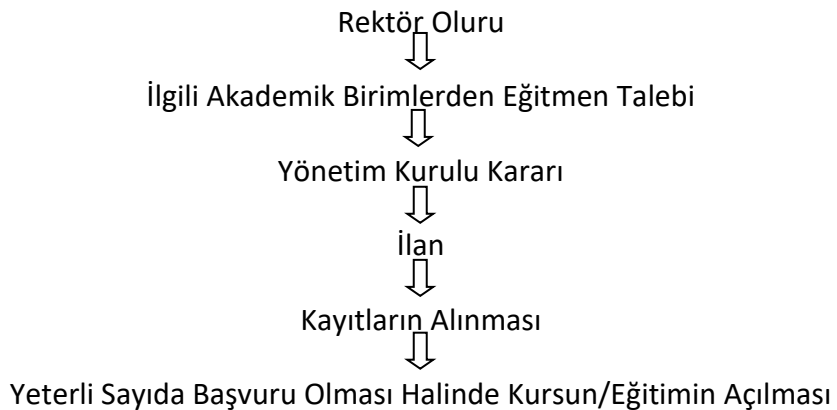 Rektör Oluru
İlgili Akademik Birimlerden Eğitmen Talebi
Yönetim Kurulu Kararı
İlan
Kayıtların Alınması
Yeterli Sayıda Başvuru Olması Halinde Kursun/Eğitimin Açılması